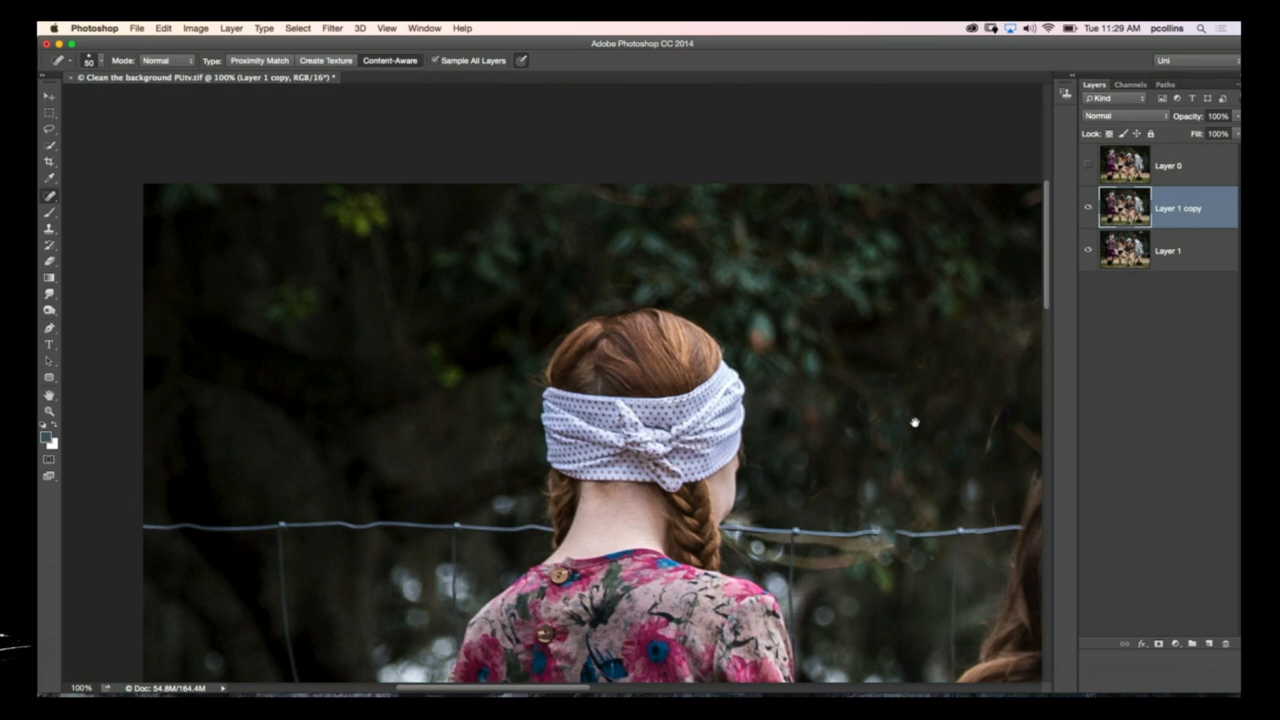 Photoshop File Edit Image Layer Type Select Filter 3D View Window Help Tue 11:29 AM pcollins
Adobe Photoshop CC 2014
50 Mode: Normal Type: Proximity Match Create Texture Content-Aware Sample All Layers Uni
× © Clean the background PUtv.tif @ 100% (Layer 1 copy, RGB/16*) *
Layers Channels Paths
Kind
Normal Opacity: 100%
Lock: Fill: 100%
Layer 0
Layer 1 copy
Layer 1
100% © Doc: 54.8M/164.4M